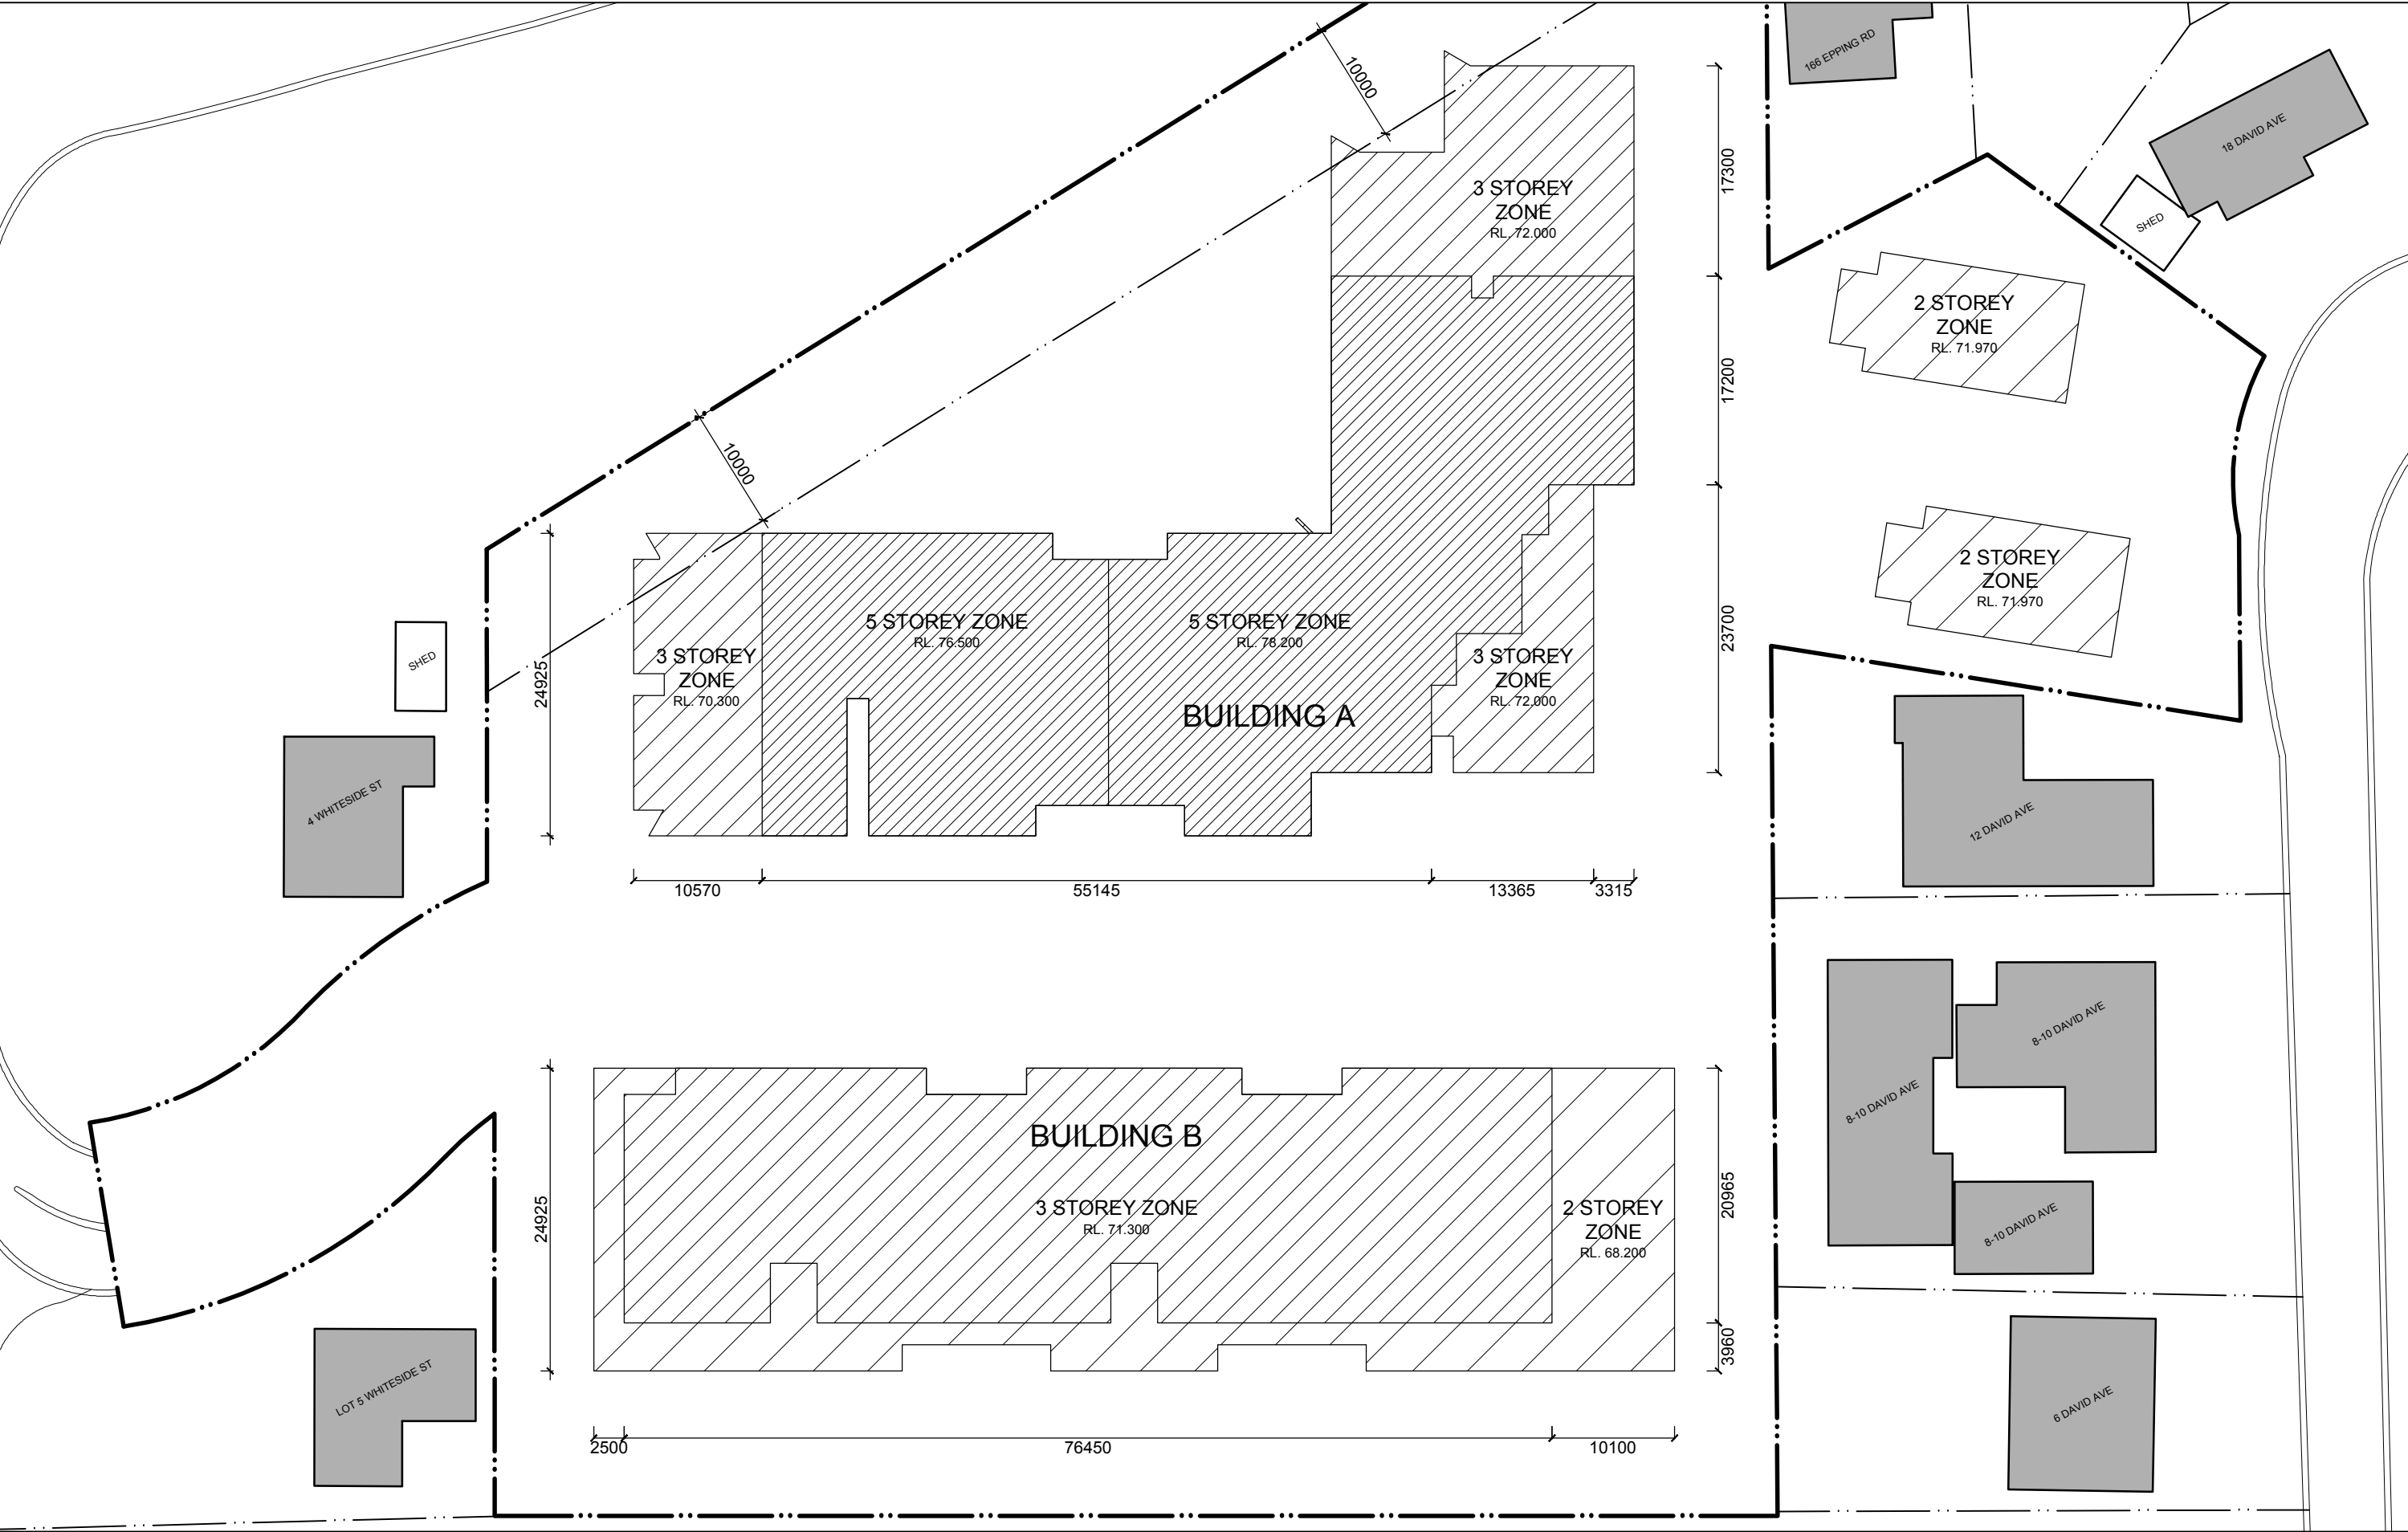 166 EPPING RD
18 DAVID AVE
SHED
10000
17300
3 STOREY
ZONE
RL. 72.000
2 STOREY
ZONE
RL. 71.970
17200
10000
2 STOREY
ZONE
RL. 71.970
SHED
24925
3 STOREY
ZONE
RL. 70.300
5 STOREY ZONE
RL. 76.500
5 STOREY ZONE
RL. 78.200
BUILDING A
3 STOREY
ZONE
RL. 72.000
23700
4 WHITESIDE ST
12 DAVID AVE
10570
55145
13365
3315
8-10 DAVID AVE
8-10 DAVID AVE
8-10 DAVID AVE
24925
BUILDING B
3 STOREY ZONE
RL. 71.300
2 STOREY
ZONE
RL. 68.200
20965
3960
LOT 5 WHITESIDE ST
6 DAVID AVE
2500
76450
10100